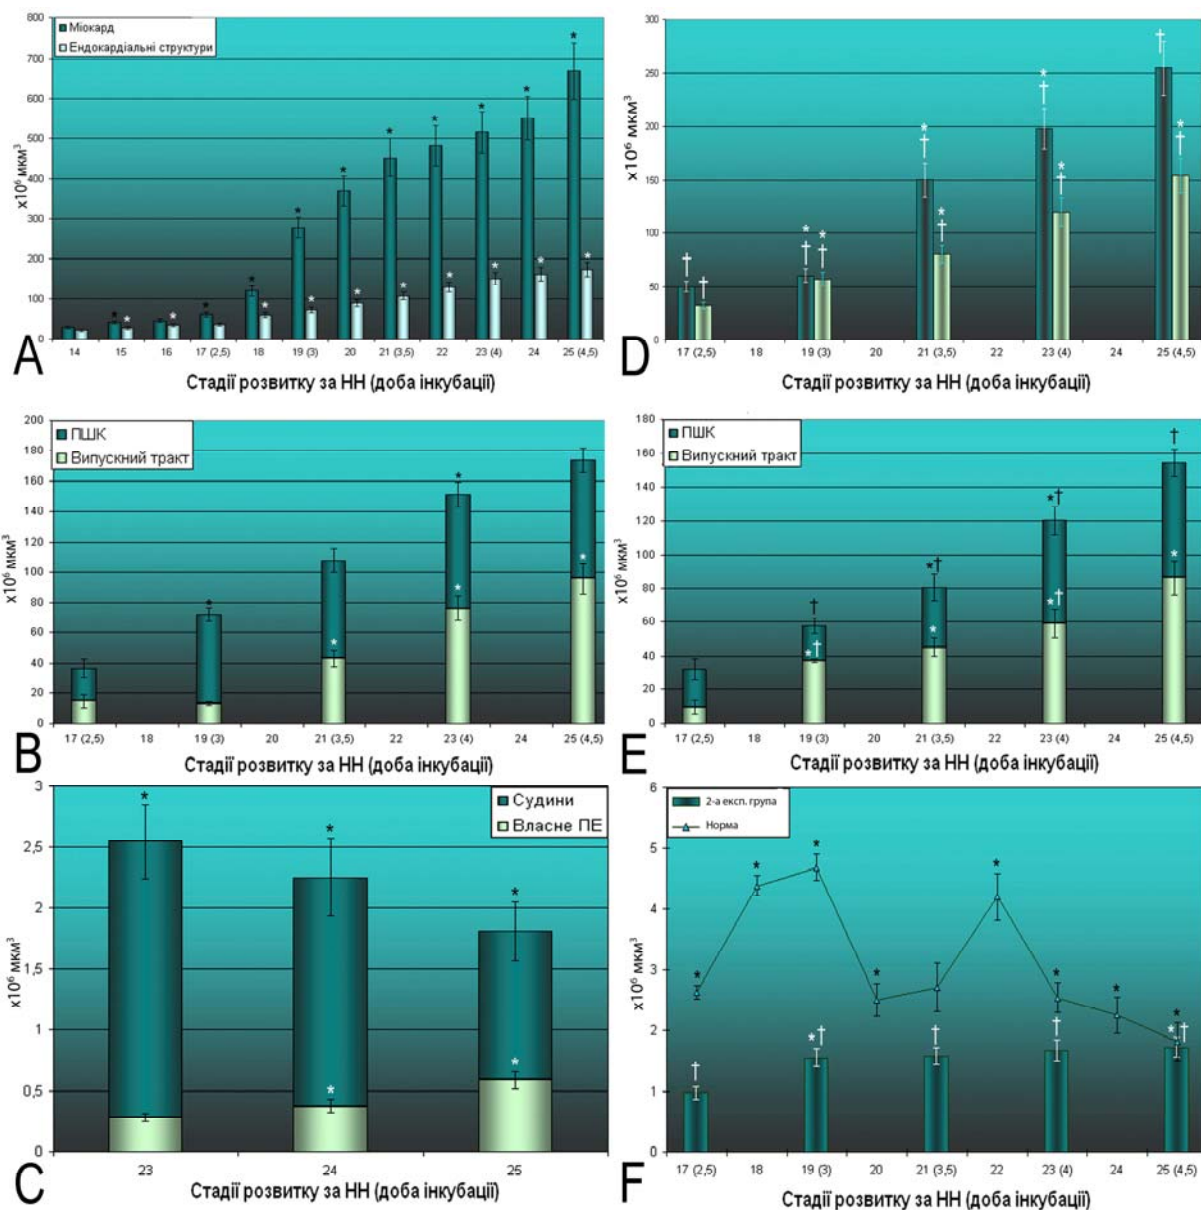 800
700
600
500
400
300
200
100
0
x10⁶ мкм³
Міокард
Ендокардіальні структури
* * * * * * * * * * *
* * * * * * * * * *
14 15 16 17 (2,5) 18 19 (3) 20 21 (3,5) 22 23 (4) 24 25 (4,5)
A
Стадії розвитку за НН (доба інкубації)
300
250
200
150
100
50
0
x10⁶ мкм³
† † *† *† *† *† *† *† † *†
17 (2,5) 18 19 (3) 20 21 (3,5) 22 23 (4) 24 25 (4,5)
D
Стадії розвитку за НН (доба інкубації)
200
180
160
140
120
100
80
60
40
20
0
x10⁶ мкм³
ПШК
Випускний тракт
* * * * *
17 (2,5) 18 19 (3) 20 21 (3,5) 22 23 (4) 24 25 (4,5)
B
Стадії розвитку за НН (доба інкубації)
180
160
140
120
100
80
60
40
20
0
x10⁶ мкм³
ПШК
Випускний тракт
† *† *† * *† *† † *
17 (2,5) 18 19 (3) 20 21 (3,5) 22 23 (4) 24 25 (4,5)
E
Стадії розвитку за НН (доба інкубації)
3
2,5
2
1,5
1
0,5
0
x10⁶ мкм³
Судини
Власне ПЕ
* * * * *
23 24 25
C
Стадії розвитку за НН (доба інкубації)
6
5
4
3
2
1
0
x10⁶ мкм³
2-а експ. група
Норма
* * * * * * * *
† *† † † *†
17 (2,5) 18 19 (3) 20 21 (3,5) 22 23 (4) 24 25 (4,5)
F
Стадії розвитку за НН (доба інкубації)